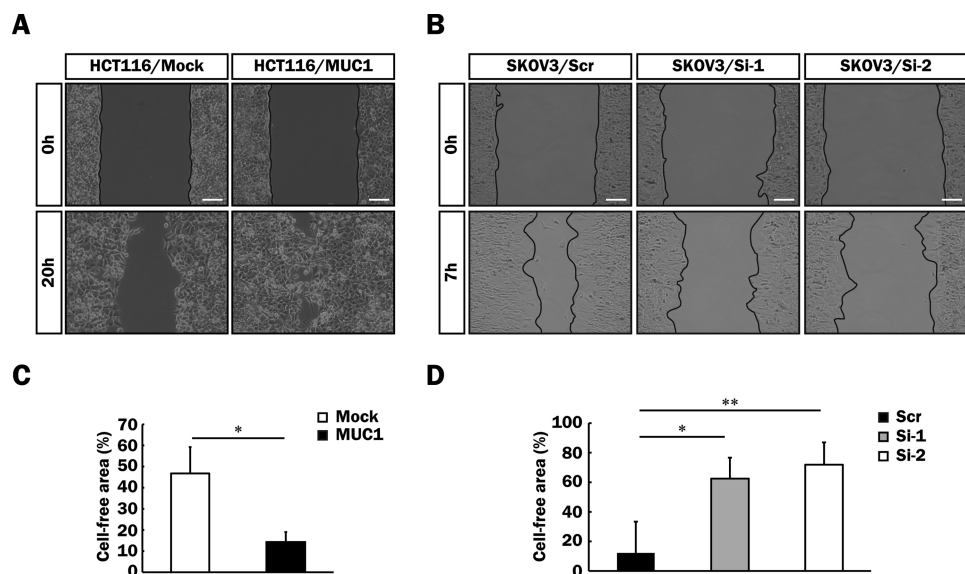 A
HCT116/Mock
HCT116/MUC1
0h
20h
B
SKOV3/Scr
SKOV3/Si-1
SKOV3/Si-2
0h
7h
C
Cell-free area (%)
70
60
50
40
30
20
10
0
*
Mock
MUC1
D
Cell-free area (%)
100
80
60
40
20
0
*
**
Scr
Si-1
Si-2